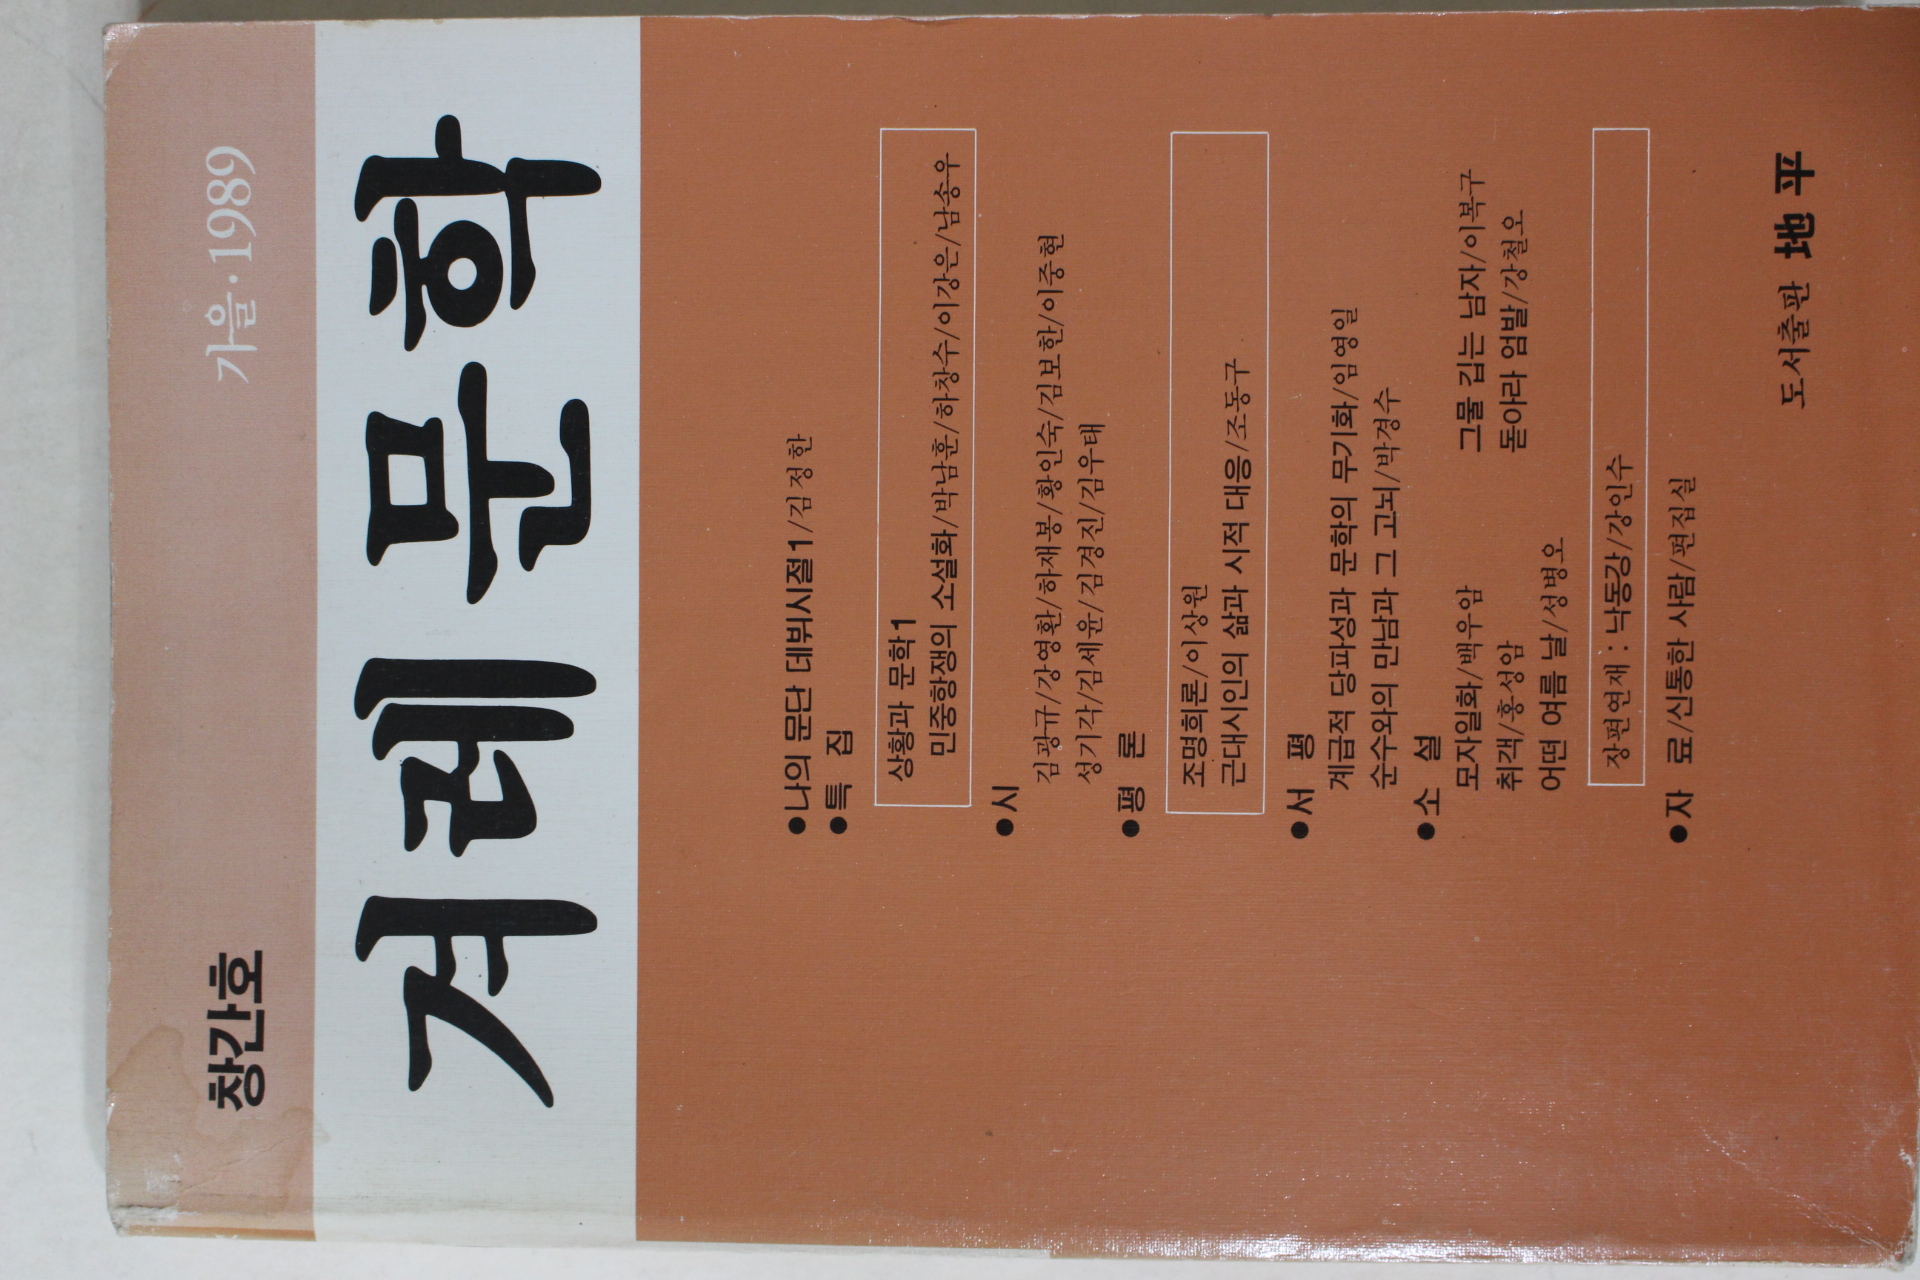 창간호
가을·1989
겨레문학
●나의 문단 데뷔시절1/김정한
●특 집
상황과 문학1
민중항쟁의 소설화/박남훈/하창수/이강은/남송우
●시
김광규/강영환/하재봉/황인숙/김보한/이중현
성기각/김세윤/김경진/김우태
●평 론
조명희론/이상원
근대시인의 삶과 시적 대응/조동구
●서 평
계급적 당파성과 문학의 무기화/임영일
순수와의 만남과 그 고뇌/박경수
●소 설
모자일화/백우암
그물 깁는 남자/이복구
취객/홍성암
돋아라 엄발/강철오
어떤 여름 날/성병오
장편연재 : 낙동강/강인수
●자 료/신통한 사람/편집실
도서출판 地平